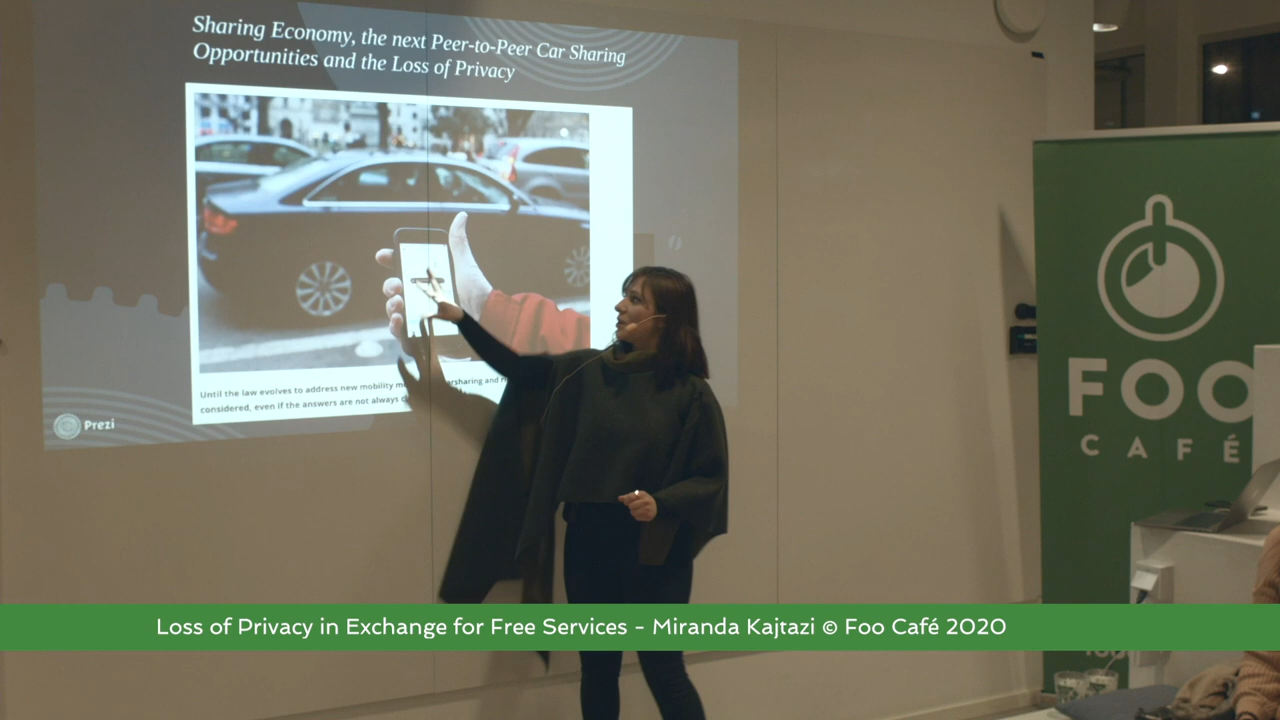 Sharing Economy, the next Peer-to-Peer Car Sharing
Opportunities and the Loss of Privacy
Until the law evolves to address new mobility
considered, even if the answers are not always
Prezi
FOO
CAFÉ
Loss of Privacy in Exchange for Free Services - Miranda Kajtazi © Foo Café 2020